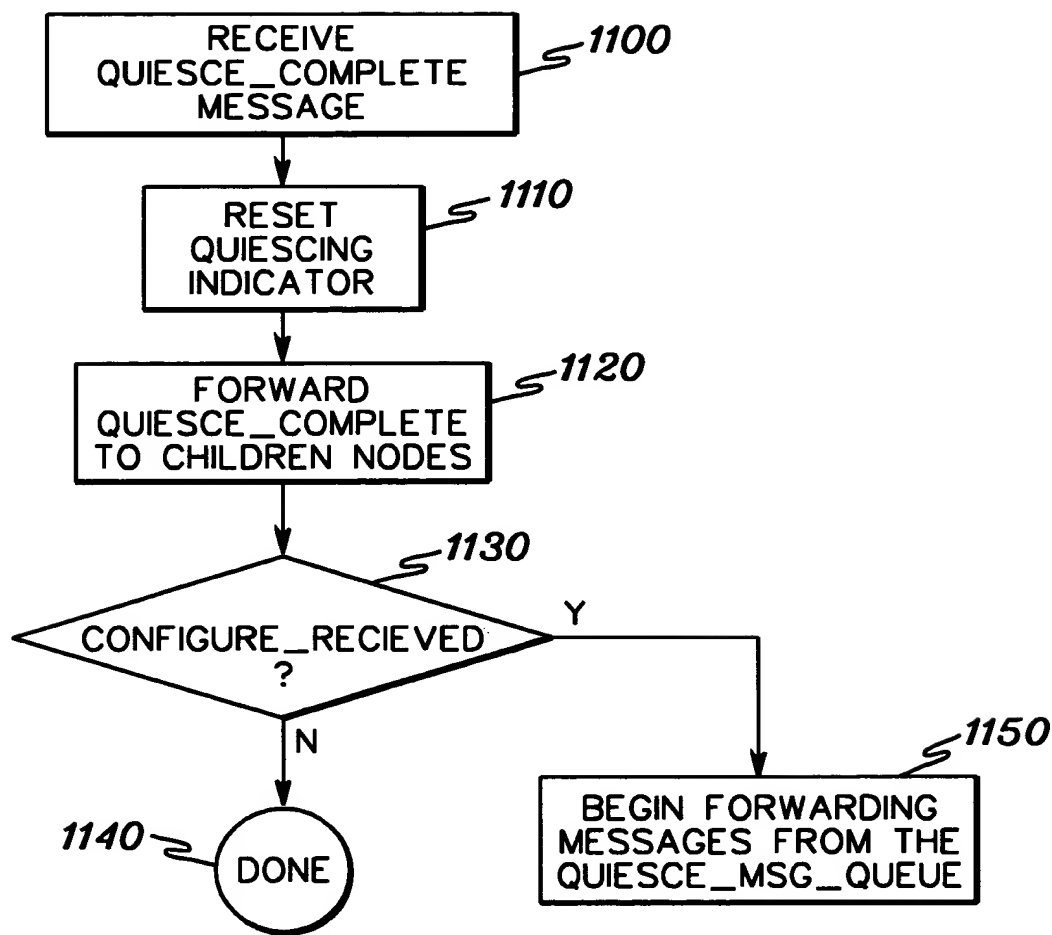 RECEIVE
QUIESCE_COMPLETE
MESSAGE
1100
RESET
QUIESCING
INDICATOR
1110
FORWARD
QUIESCE_COMPLETE
TO CHILDREN NODES
1120
1130
CONFIGURE_RECIEVED
?
Y
N
1140
DONE
1150
BEGIN FORWARDING
MESSAGES FROM THE
QUIESCE_MSG_QUEUE